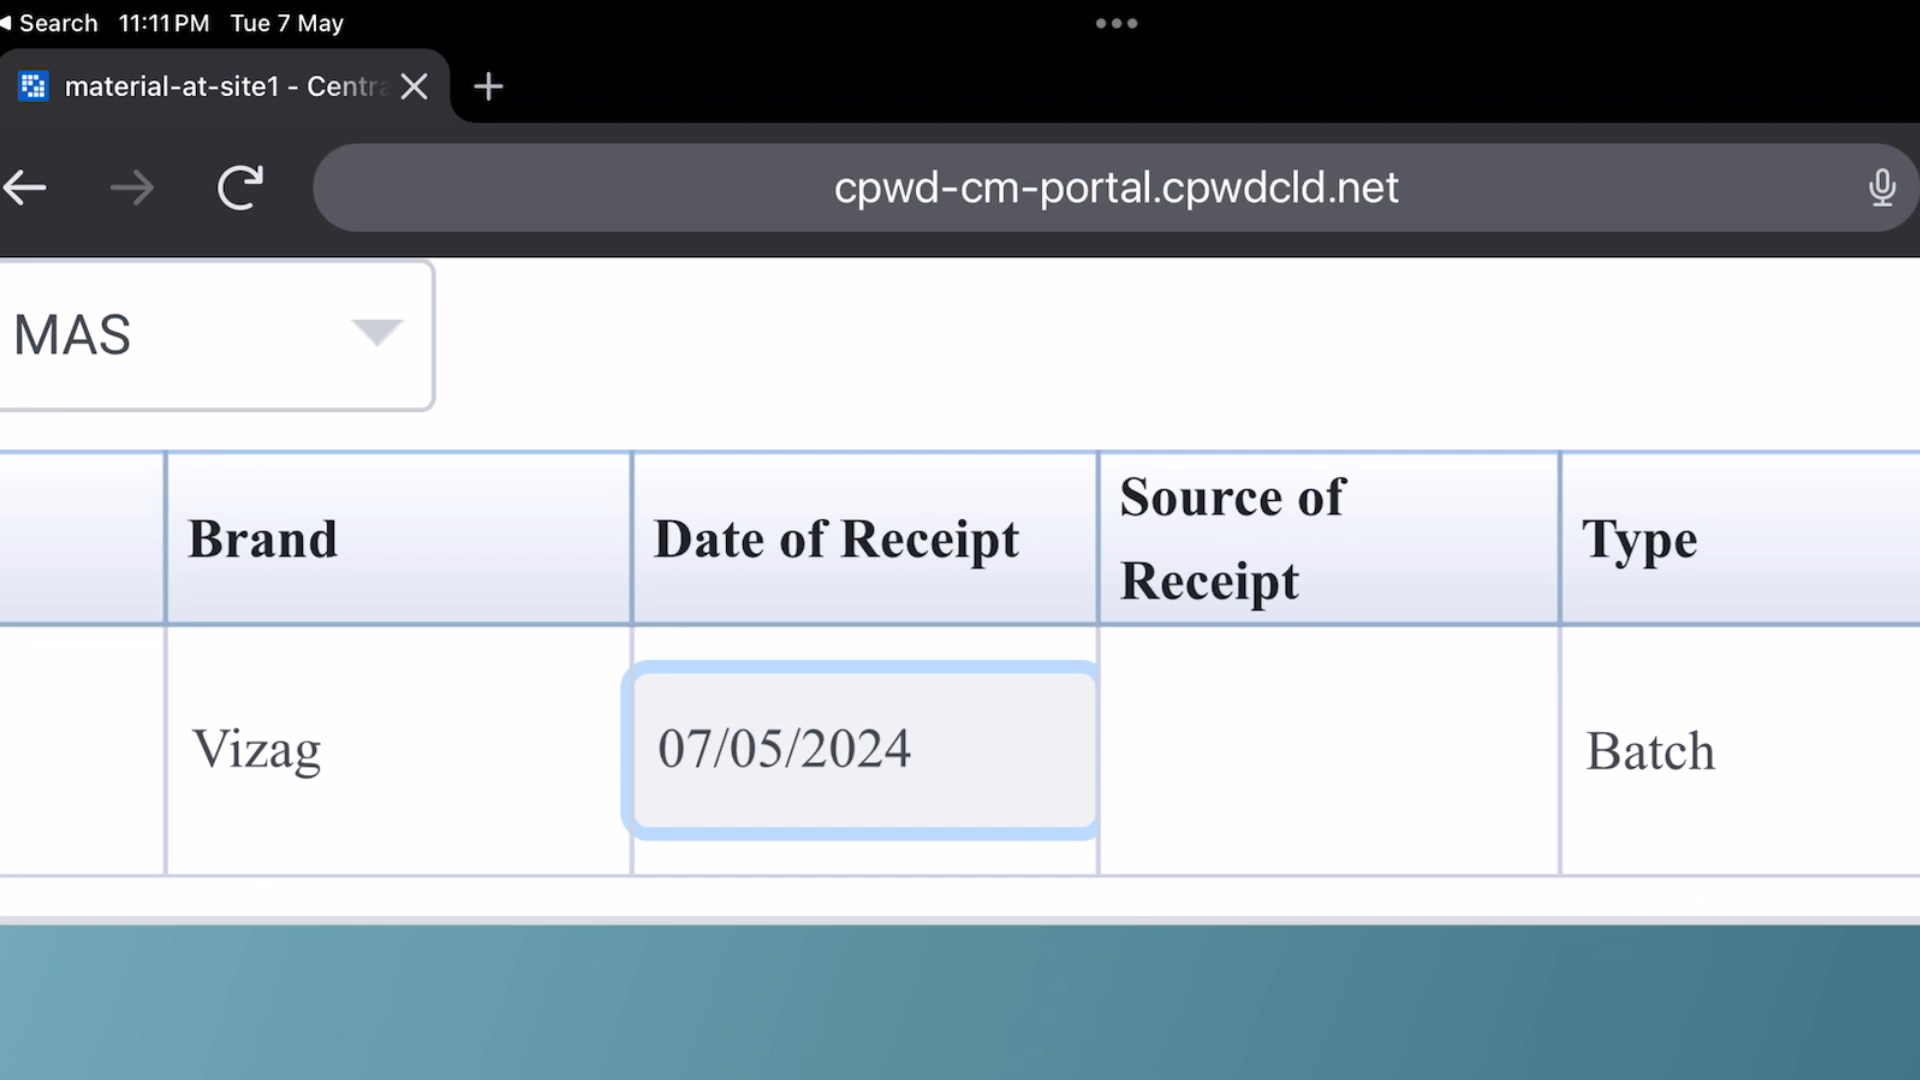 Search 11:11 PM Tue 7 May
material-at-site1 - Centra
cpwd-cm-portal.cpwdcld.net
MAS
Brand
Date of Receipt
Source of
Receipt
Type
Vizag
07/05/2024
Batch